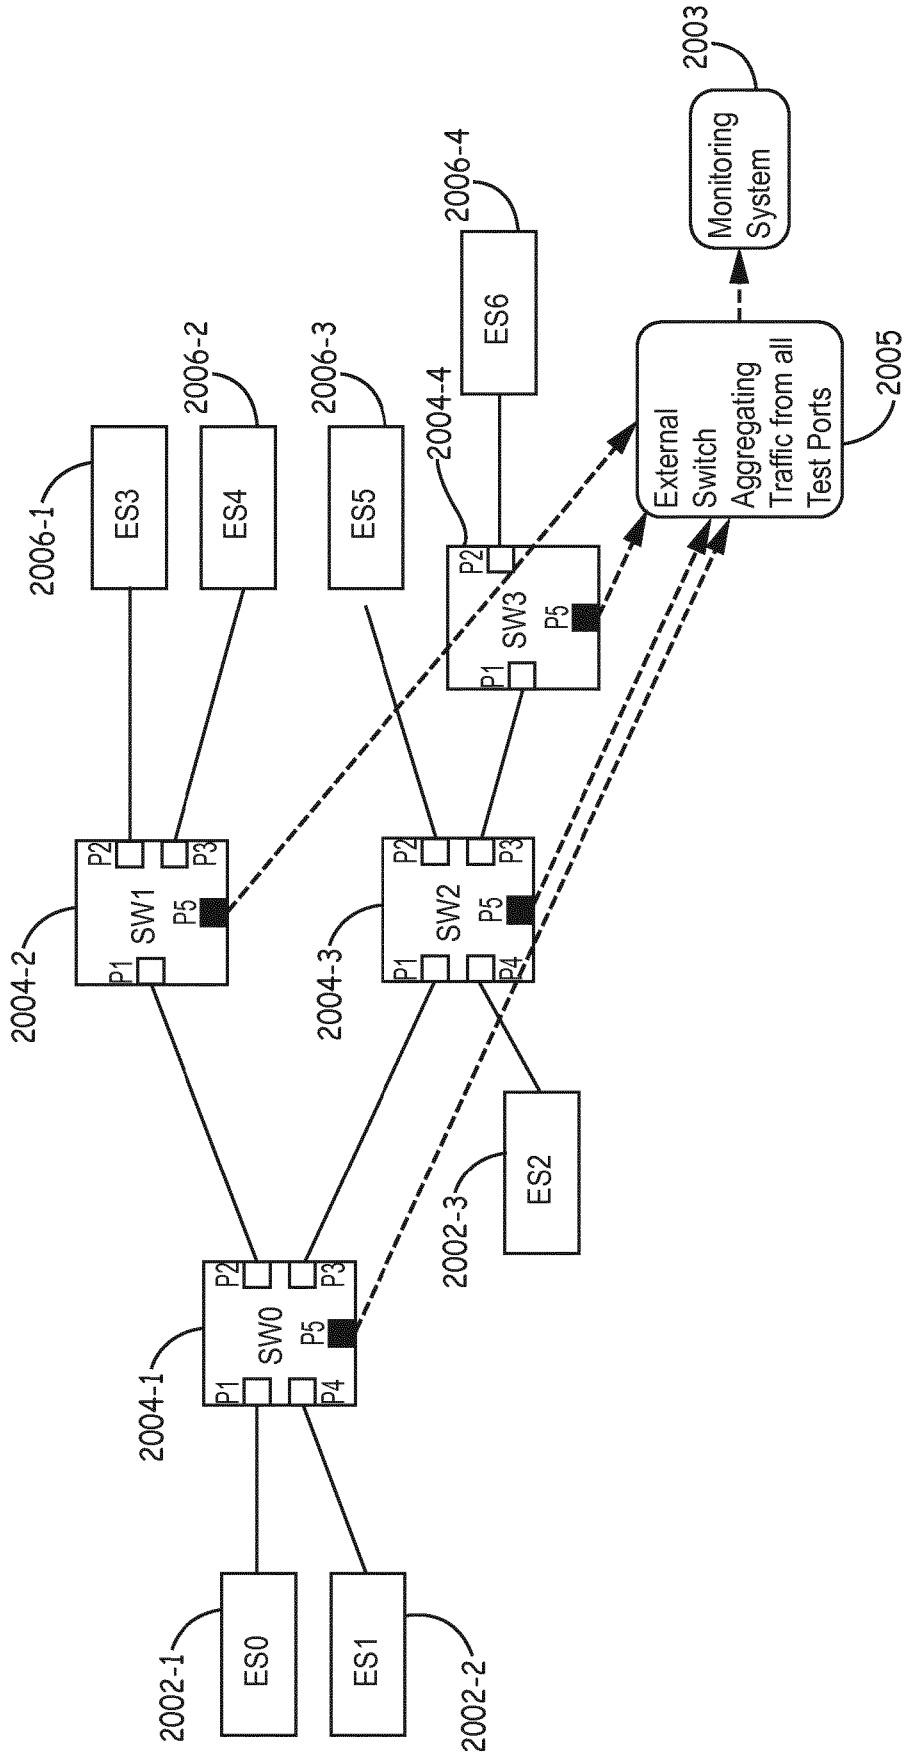 2002-1
ES0
ES1
2002-2
2004-1
P1
P2
SW0
P5
P4
P3
2004-2
P1
P2
SW1
P5
P3
2004-3
P1
P2
SW2
P5
P4
P3
2002-3
ES2
2006-1
ES3
2006-2
ES4
2006-3
ES5
2004-4
P1
P2
SW3
P5
2006-4
ES6
External
Switch
Aggregating
Traffic from all
Test Ports
2005
Monitoring
System
2003